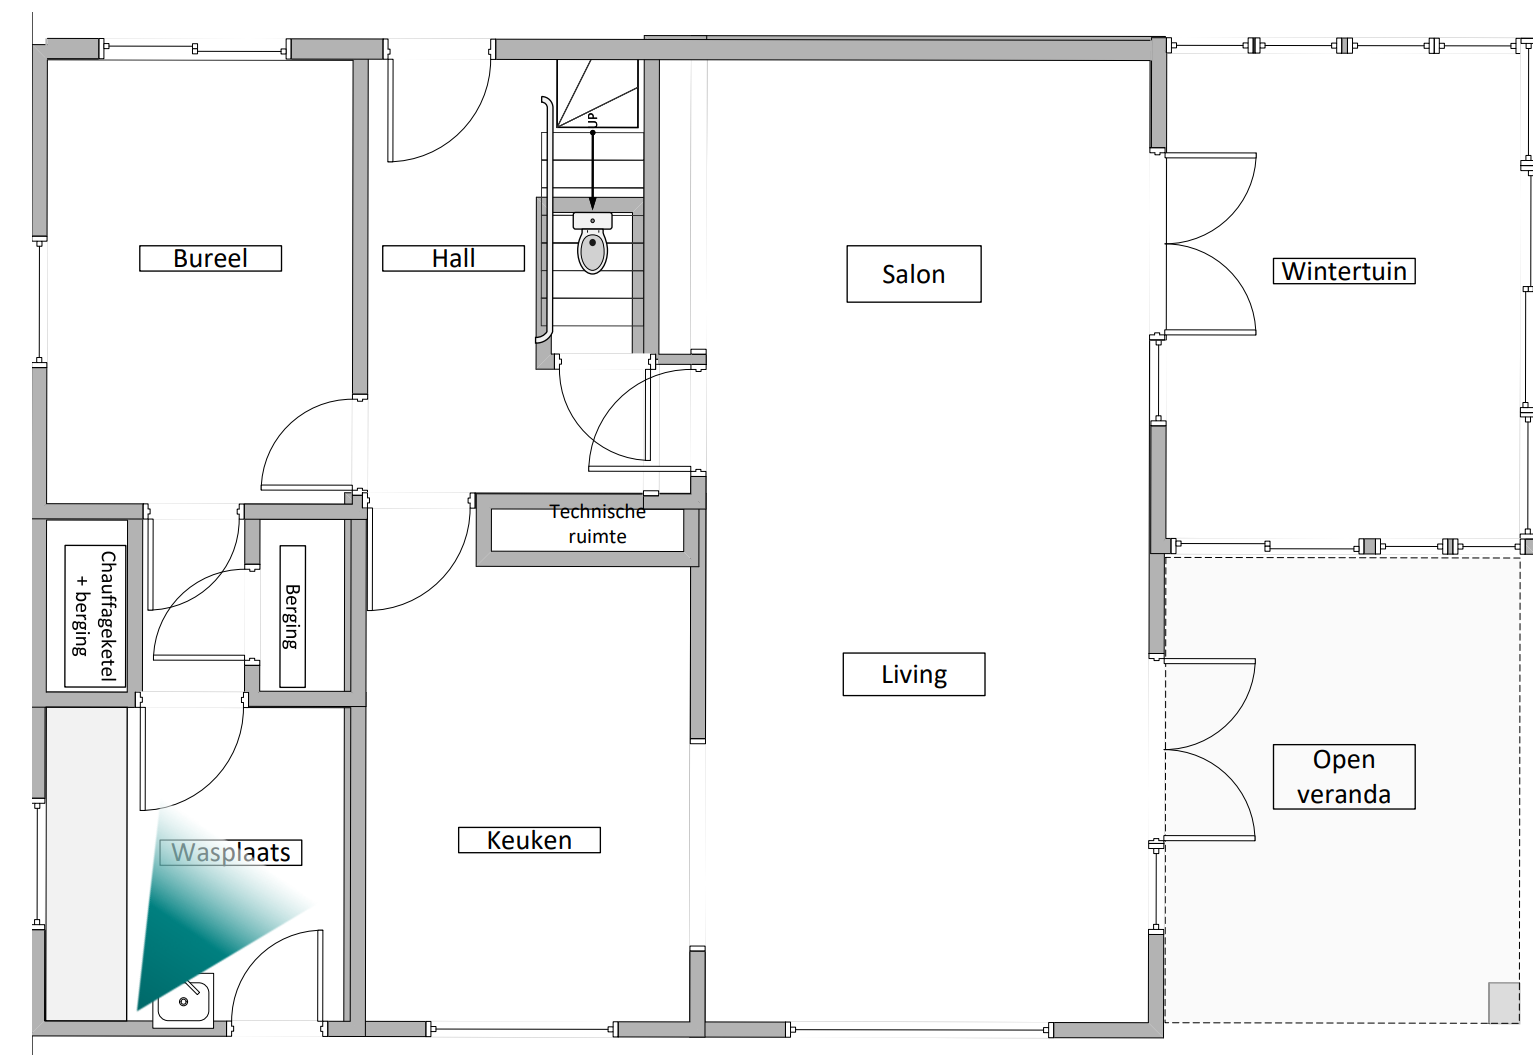 UP
Bureel
Hall
Salon
Wintertuin
Technische
ruimte
Chauffageketel
+ berging
Berging
Living
Open
veranda
Wasplaats
Keuken